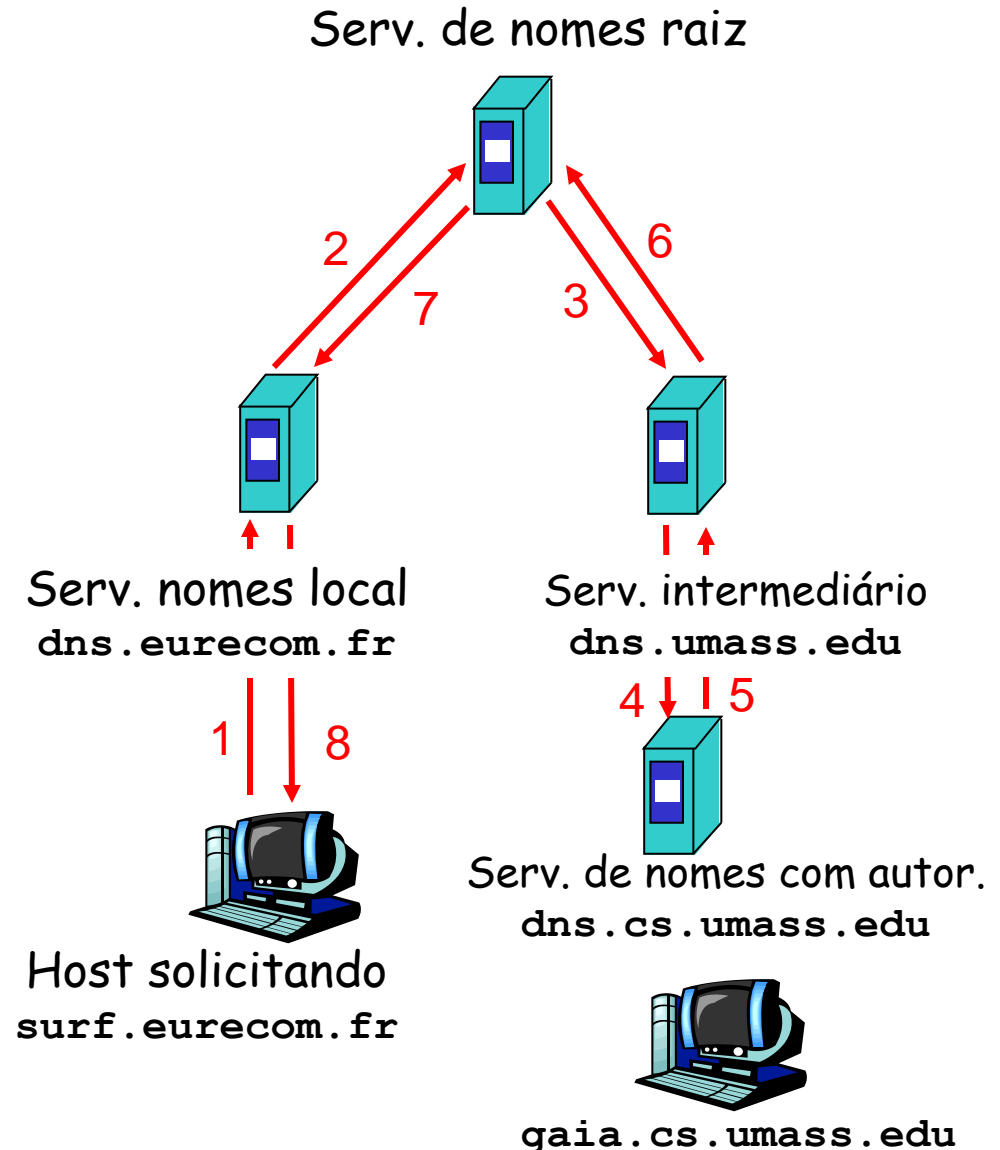 Serv. de nomes raiz
2
7
3
6
Serv. nomes local
dns.eurecom.fr
Serv. intermediário
dns.umass.edu
1
8
4
5
Serv. de nomes com autor.
dns.cs.umass.edu
Host solicitando
surf.eurecom.fr
gaia.cs.umass.edu